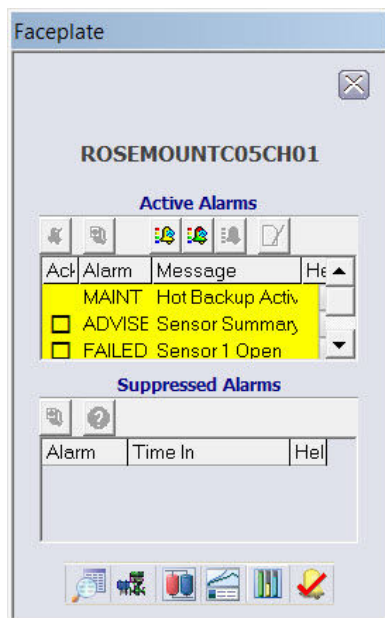 Faceplate
ROSEMOUNTC05CH01
Active Alarms
Ack Alarm Message He
MAINT Hot Backup Activ
ADVISE Sensor Summary
FAILED Sensor 1 Open
Suppressed Alarms
Alarm Time In Hel